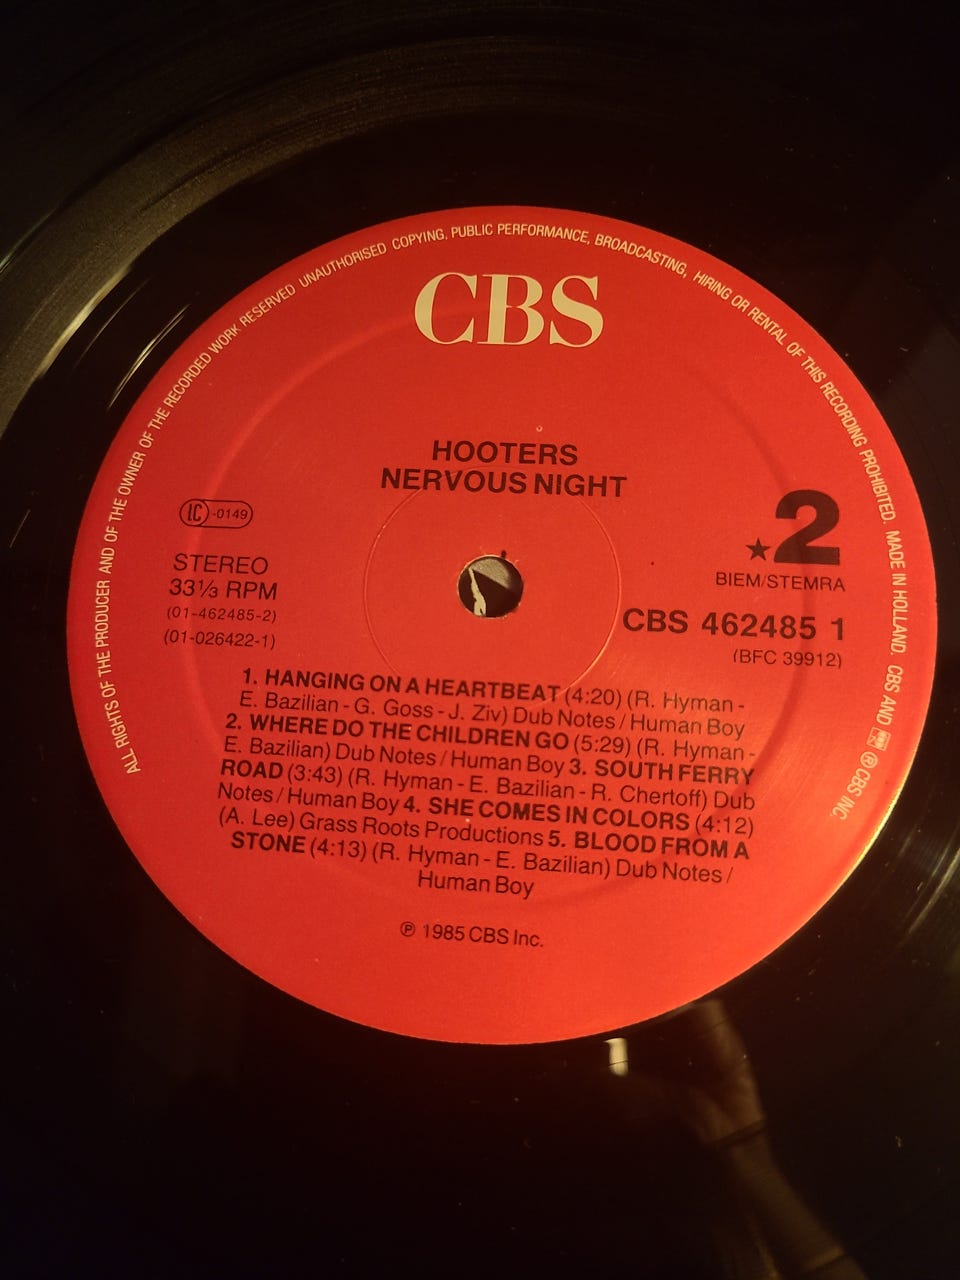 ALL RIGHTS OF THE PRODUCER AND OF THE OWNER OF THE RECORDED WORK RESERVED UNAUTHORISED COPYING, PUBLIC PERFORMANCE, BROADCASTING, HIRING OR RENTAL OF THIS RECORDING PROHIBITED. MADE IN HOLLAND. CBS AND ℗ CBS INC.
CBS
HOOTERS
NERVOUS NIGHT
LC -0149
STEREO
33⅓ RPM
(01-462485-2)
(01-026422-1)
★2
BIEM/STEMRA
CBS 462485 1
(BFC 39912)
1. HANGING ON A HEARTBEAT (4:20) (R. Hyman -
E. Bazilian - G. Goss - J. Ziv) Dub Notes / Human Boy
2. WHERE DO THE CHILDREN GO (5:29) (R. Hyman -
E. Bazilian) Dub Notes / Human Boy 3. SOUTH FERRY
ROAD (3:43) (R. Hyman - E. Bazilian - R. Chertoff) Dub
Notes / Human Boy 4. SHE COMES IN COLORS (4:12)
(A. Lee) Grass Roots Productions 5. BLOOD FROM A
STONE (4:13) (R. Hyman - E. Bazilian) Dub Notes /
Human Boy
℗ 1985 CBS Inc.